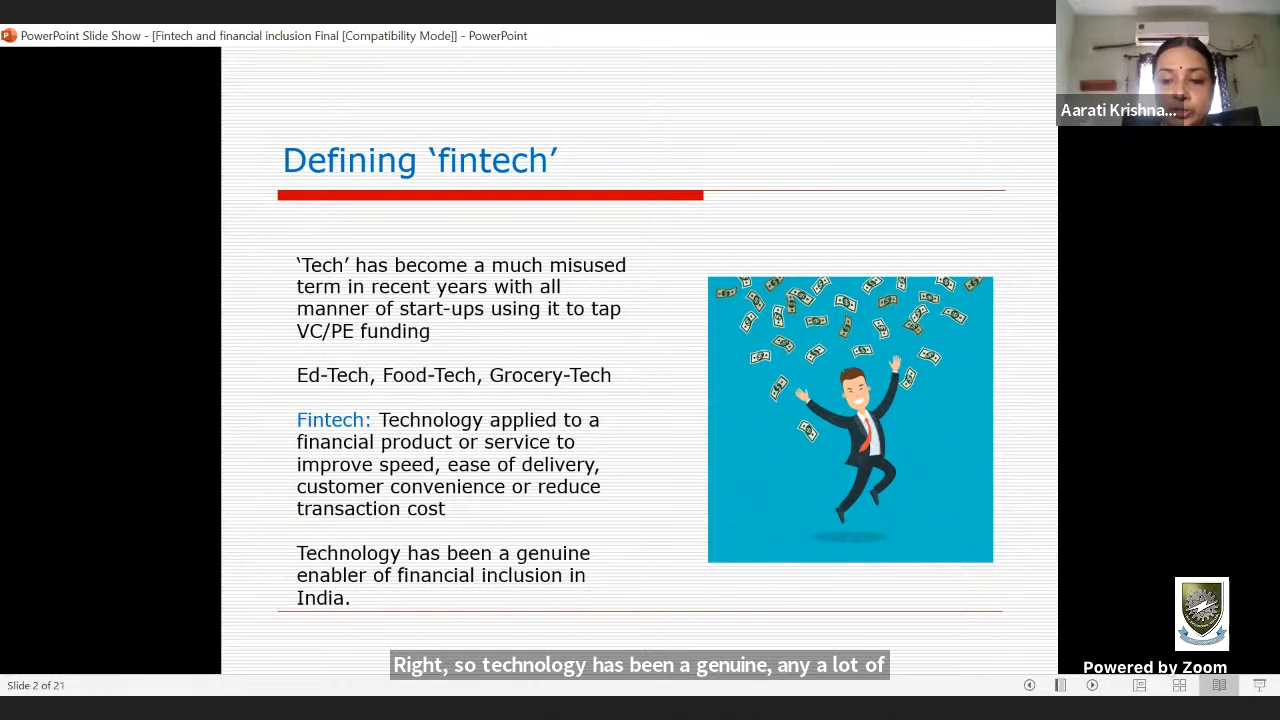 PowerPoint Slide Show - [Fintech and financial inclusion Final [Compatibility Mode]] - PowerPoint
Aarati Krishna...
Defining ‘fintech’
‘Tech’ has become a much misused
term in recent years with all
manner of start-ups using it to tap
VC/PE funding
Ed-Tech, Food-Tech, Grocery-Tech
Fintech: Technology applied to a
financial product or service to
improve speed, ease of delivery,
customer convenience or reduce
transaction cost
Technology has been a genuine
enabler of financial inclusion in
India.
Right, so technology has been a genuine, any a lot of
Powered by Zoom
Slide 2 of 21